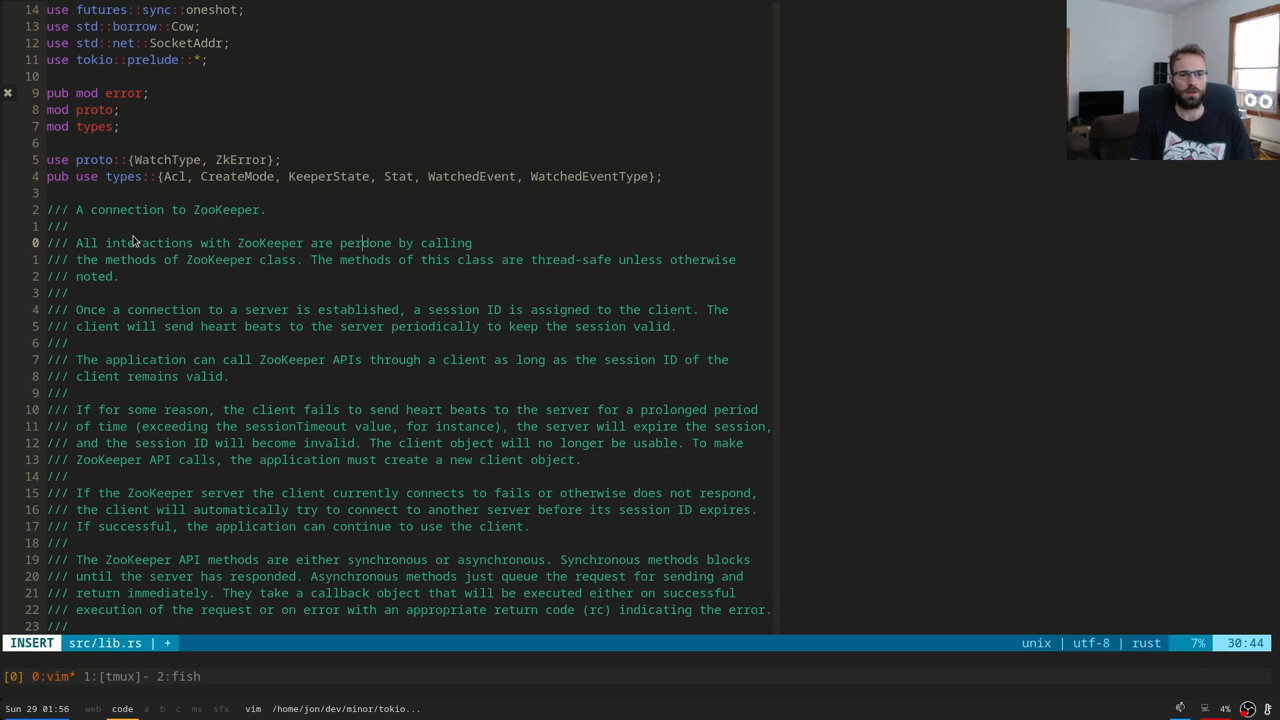 14 use futures::sync::oneshot;
13 use std::borrow::Cow;
12 use std::net::SocketAddr;
11 use tokio::prelude::*;
10
9 pub mod error;
8 mod proto;
7 mod types;
6
5 use proto::{WatchType, ZkError};
4 pub use types::{Acl, CreateMode, KeeperState, Stat, WatchedEvent, WatchedEventType};
3
2 /// A connection to ZooKeeper.
1 ///
0 /// All interactions with ZooKeeper are perdone by calling
1 /// the methods of ZooKeeper class. The methods of this class are thread-safe unless otherwise
2 /// noted.
3 ///
4 /// Once a connection to a server is established, a session ID is assigned to the client. The
5 /// client will send heart beats to the server periodically to keep the session valid.
6 ///
7 /// The application can call ZooKeeper APIs through a client as long as the session ID of the
8 /// client remains valid.
9 ///
10 /// If for some reason, the client fails to send heart beats to the server for a prolonged period
11 /// of time (exceeding the sessionTimeout value, for instance), the server will expire the session,
12 /// and the session ID will become invalid. The client object will no longer be usable. To make
13 /// ZooKeeper API calls, the application must create a new client object.
14 ///
15 /// If the ZooKeeper server the client currently connects to fails or otherwise does not respond,
16 /// the client will automatically try to connect to another server before its session ID expires.
17 /// If successful, the application can continue to use the client.
18 ///
19 /// The ZooKeeper API methods are either synchronous or asynchronous. Synchronous methods blocks
20 /// until the server has responded. Asynchronous methods just queue the request for sending and
21 /// return immediately. They take a callback object that will be executed either on successful
22 /// execution of the request or on error with an appropriate return code (rc) indicating the error.
23 ///
INSERT src/lib.rs | + unix | utf-8 | rust 7% 30:44
[0] 0:vim* 1:[tmux]- 2:fish
Sun 29 01:56 web code a b c mx sfx vim /home/jon/dev/minor/tokio... 4%